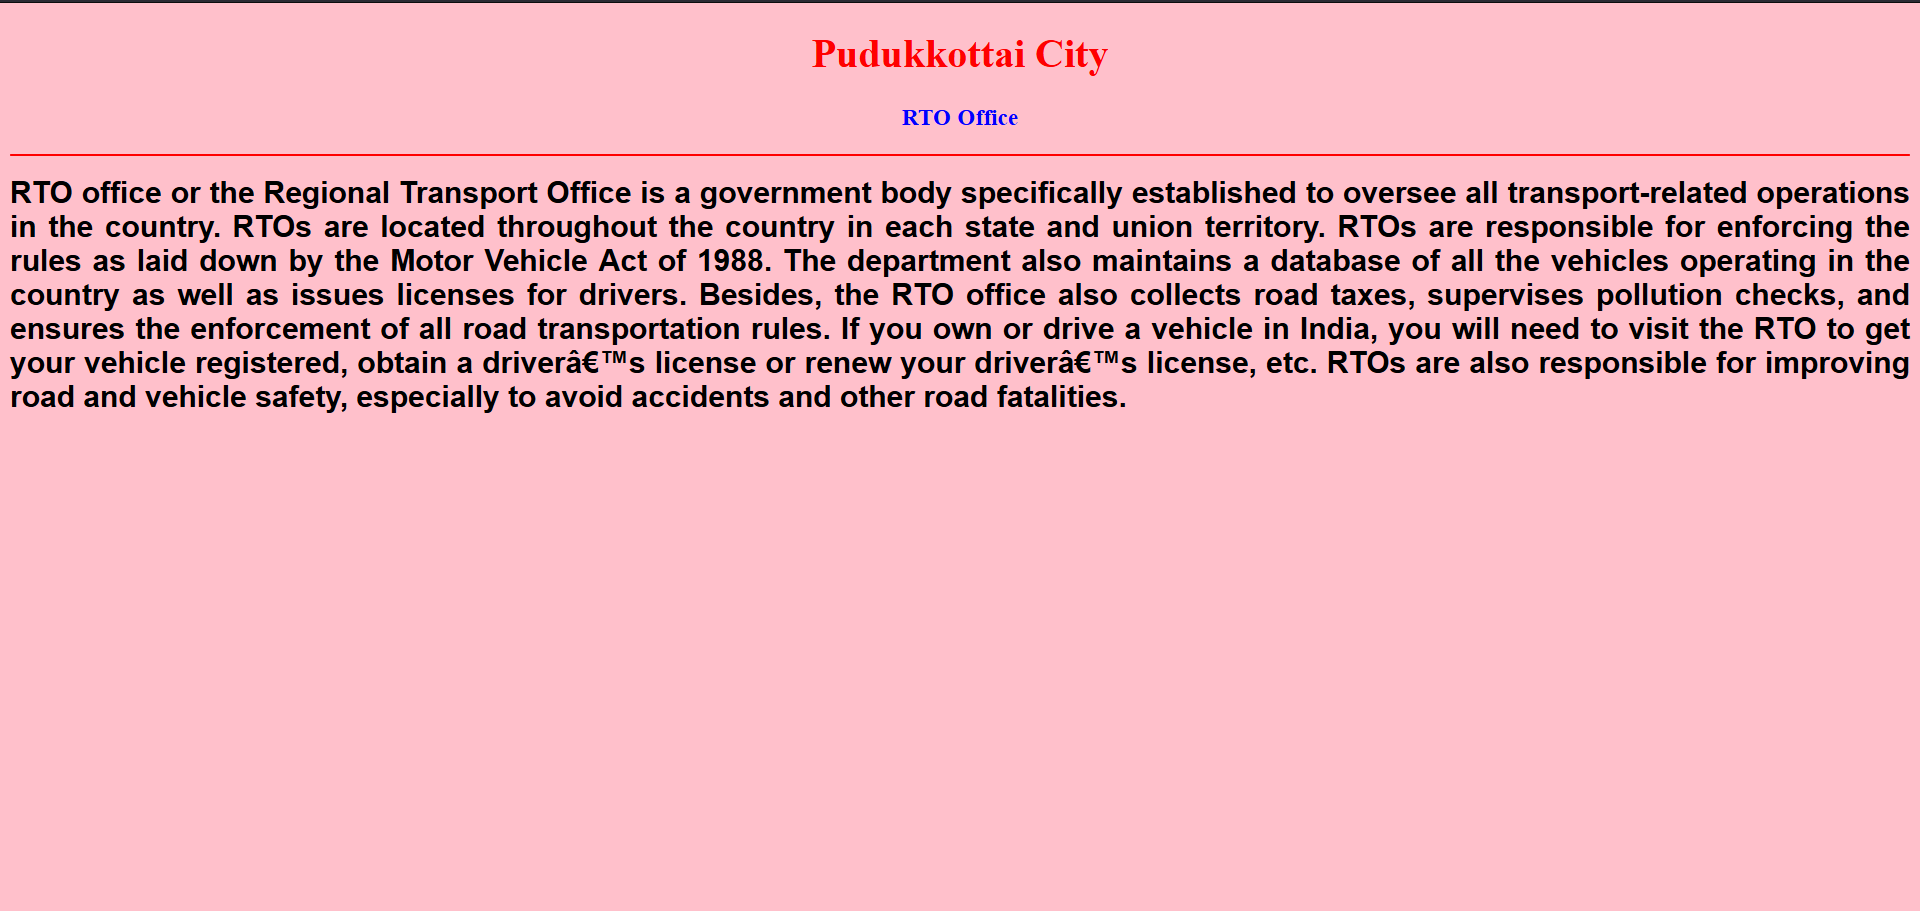 Pudukkottai City
RTO Office
RTO office or the Regional Transport Office is a government body specifically established to oversee all transport-related operations
in the country. RTOs are located throughout the country in each state and union territory. RTOs are responsible for enforcing the
rules as laid down by the Motor Vehicle Act of 1988. The department also maintains a database of all the vehicles operating in the
country as well as issues licenses for drivers. Besides, the RTO office also collects road taxes, supervises pollution checks, and
ensures the enforcement of all road transportation rules. If you own or drive a vehicle in India, you will need to visit the RTO to get
your vehicle registered, obtain a driverâ€™s license or renew your driverâ€™s license, etc. RTOs are also responsible for improving
road and vehicle safety, especially to avoid accidents and other road fatalities.